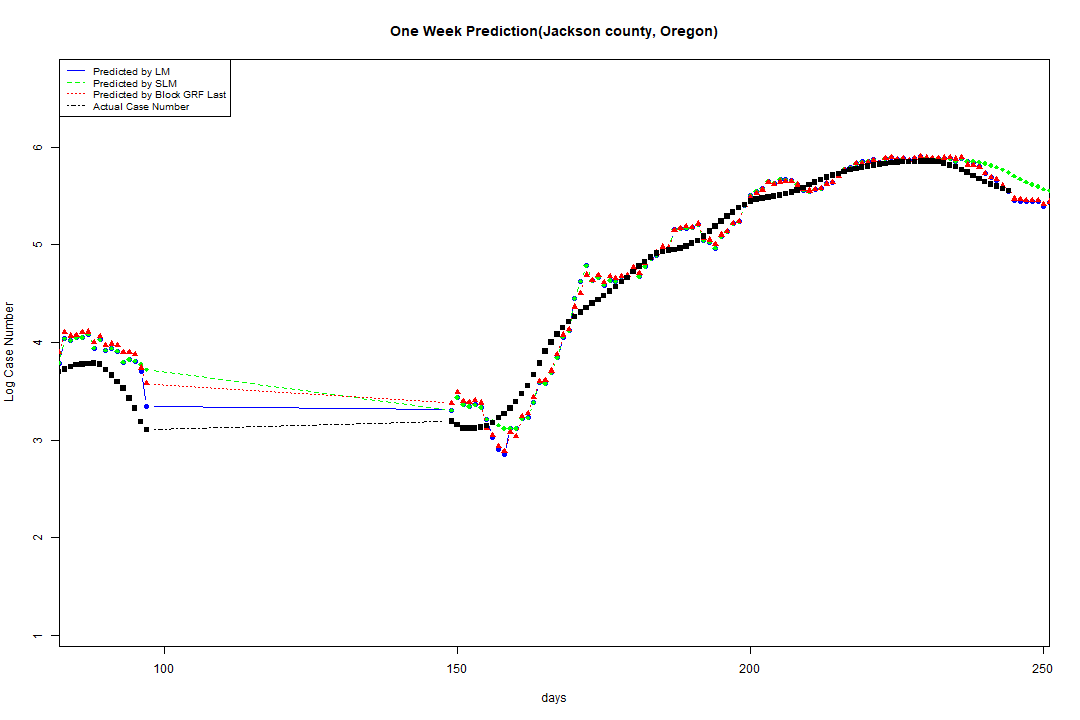 One Week Prediction(Jackson county, Oregon)
Predicted by LM
Predicted by SLM
Predicted by Block GRF Last
Actual Case Number
6
5
4
3
2
1
Log Case Number
100 150 200 250
days